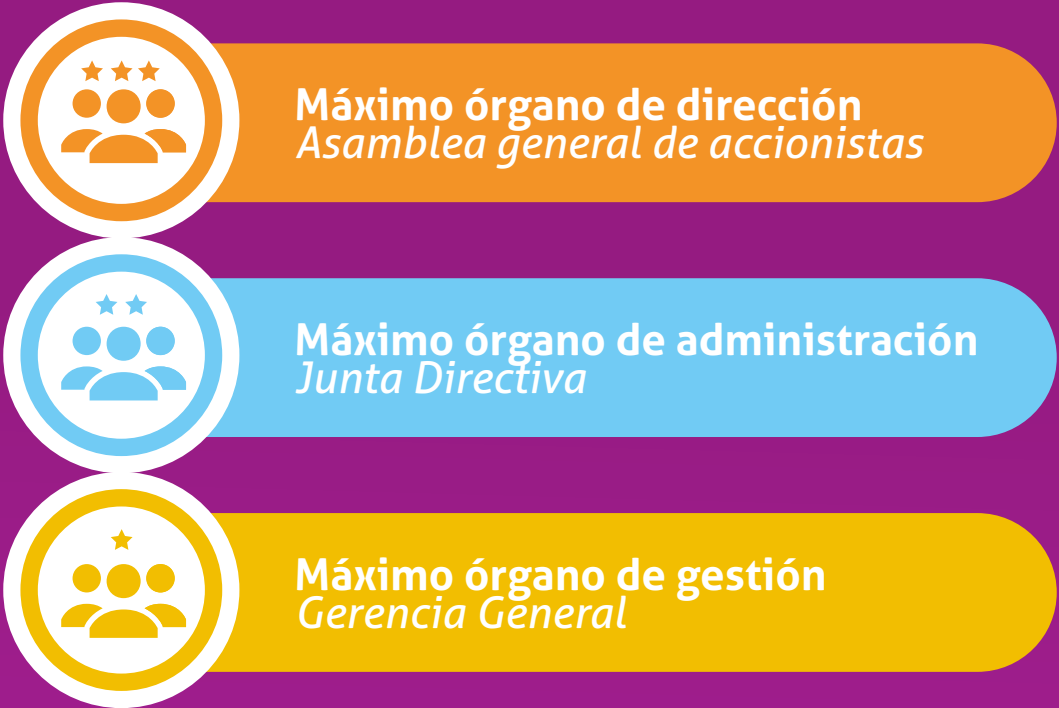 Máximo órgano de dirección
Asamblea general de accionistas
Máximo órgano de administración
Junta Directiva
Máximo órgano de gestión
Gerencia General